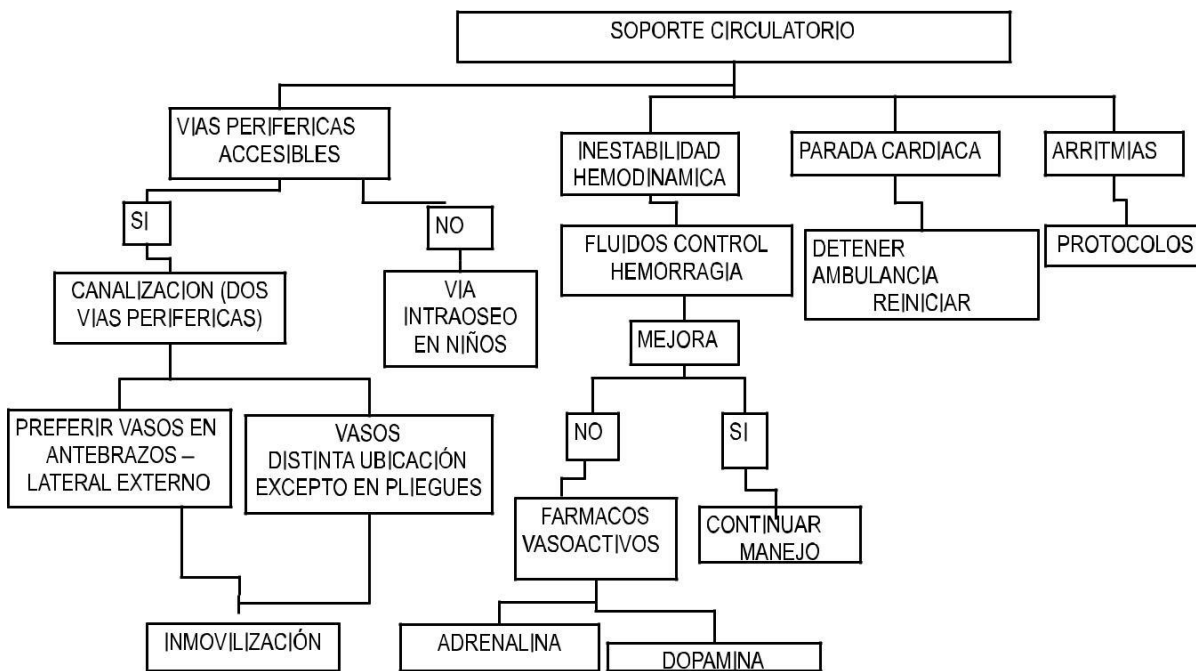 SOPORTE CIRCULATORIO
VIAS PERIFERICAS
ACCESIBLES
INESTABILIDAD
HEMODINAMICA
PARADA CARDIACA
ARRITMIAS
SI
NO
FLUIDOS CONTROL
HEMORRAGIA
DETENER
AMBULANCIA
REINICIAR
PROTOCOLOS
CANALIZACION (DOS
VIAS PERIFERICAS)
VIA
INTRAOSEO
EN NIÑOS
MEJORA
PREFERIR VASOS EN
ANTEBRAZOS –
LATERAL EXTERNO
VASOS
DISTINTA UBICACIÓN
EXCEPTO EN PLIEGUES
NO
SI
FARMACOS
VASOACTIVOS
CONTINUAR
MANEJO
INMOVILIZACIÓN
ADRENALINA
DOPAMINA